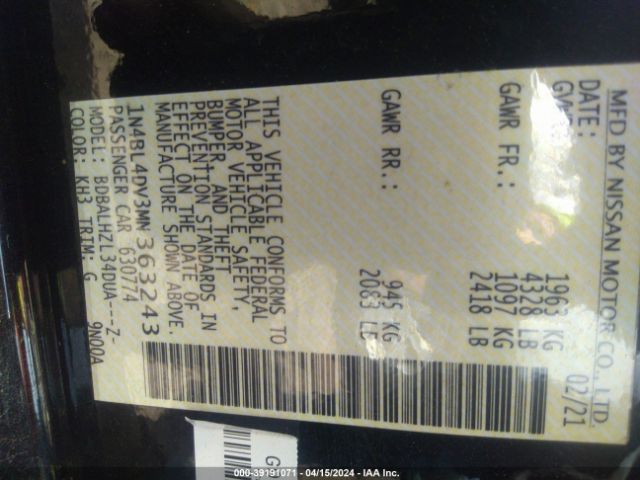 MFD BY NISSAN MOTOR CO., LTD.
DATE: 02/21
GVWR: 1963 KG
4328 LB
GAWR FR.: 1097 KG
2418 LB
GAWR RR.: 945 KG
2083 LB
THIS VEHICLE CONFORMS TO
ALL APPLICABLE FEDERAL
MOTOR VEHICLE SAFETY,
BUMPER, AND THEFT
PREVENTION STANDARDS IN
EFFECT ON THE DATE OF
MANUFACTURE SHOWN ABOVE.
1N4BL4DV3MN363243
PASSENGER CAR 630774
MODEL: BDBALHZL34DUA---Z-
COLOR: KH3 TRIM: G 9N00A
G
000-39191071 - 04/15/2024 - IAA Inc.